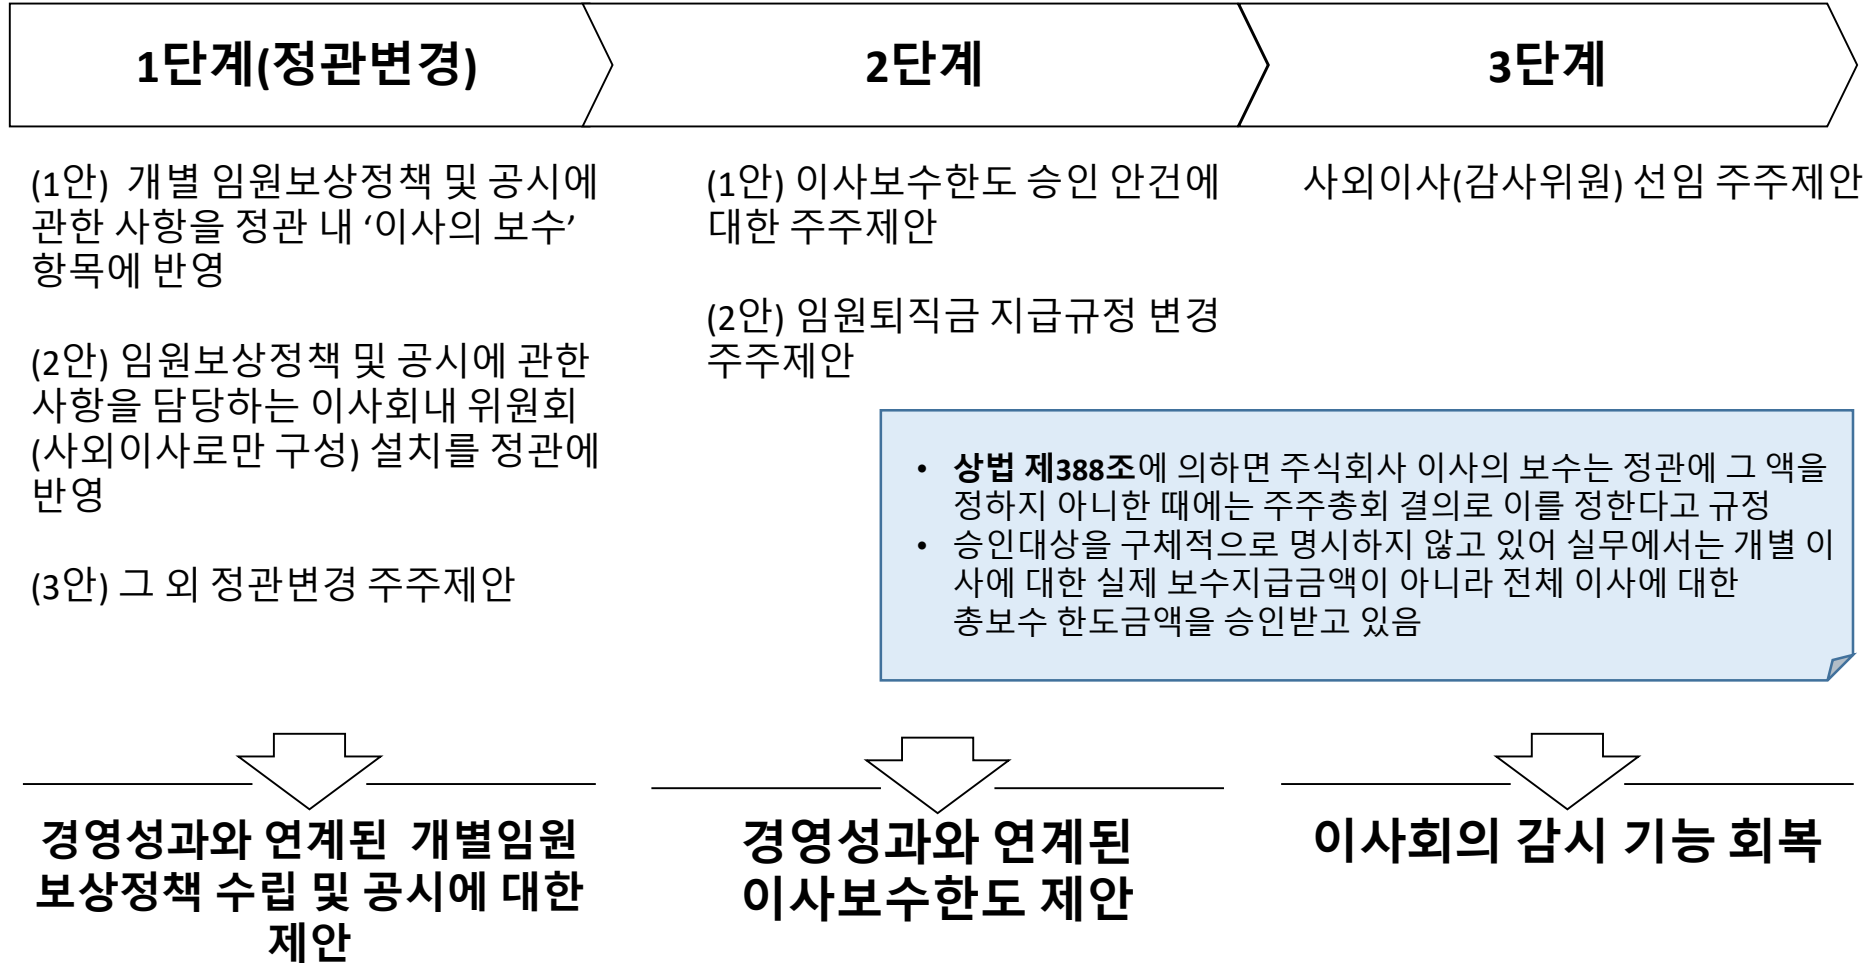 1단계(정관변경)
2단계
3단계
(1안) 개별 임원보상정책 및 공시에
관한 사항을 정관 내 ‘이사의 보수’
항목에 반영
(2안) 임원보상정책 및 공시에 관한
사항을 담당하는 이사회내 위원회
(사외이사로만 구성) 설치를 정관에
반영
(3안) 그 외 정관변경 주주제안
(1안) 이사보수한도 승인 안건에
대한 주주제안
(2안) 임원퇴직금 지급규정 변경
주주제안
사외이사(감사위원) 선임 주주제안
• 상법 제388조에 의하면 주식회사 이사의 보수는 정관에 그 액을
정하지 아니한 때에는 주주총회 결의로 이를 정한다고 규정
• 승인대상을 구체적으로 명시하지 않고 있어 실무에서는 개별 이
사에 대한 실제 보수지급금액이 아니라 전체 이사에 대한
총보수 한도금액을 승인받고 있음
경영성과와 연계된 개별임원
보상정책 수립 및 공시에 대한
제안
경영성과와 연계된
이사보수한도 제안
이사회의 감시 기능 회복